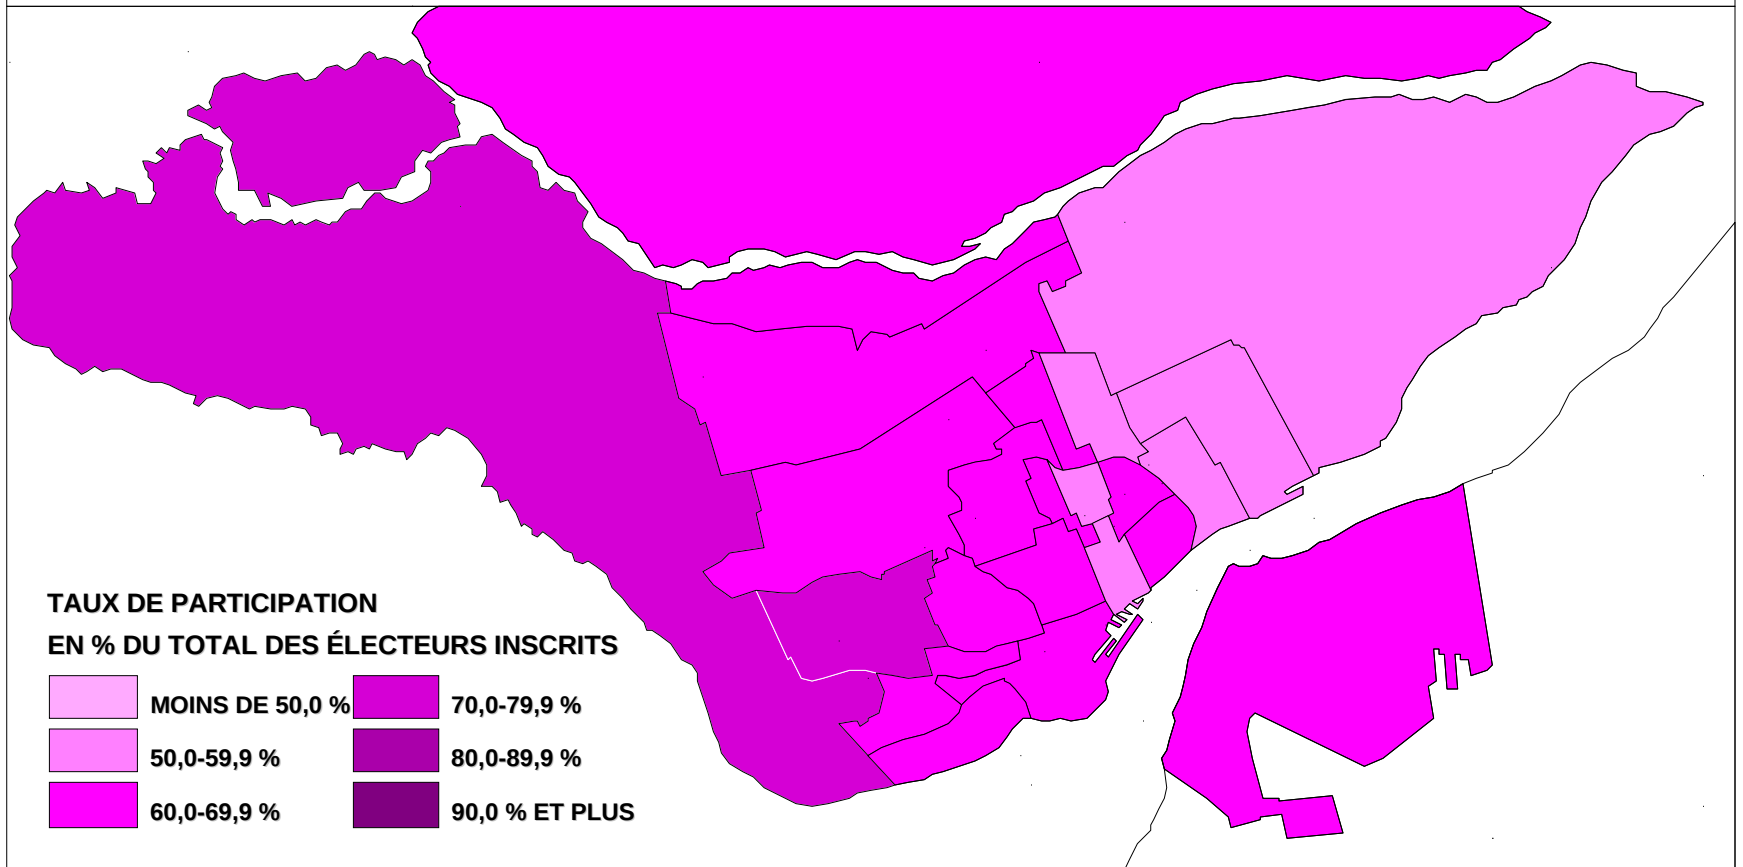 TAUX DE PARTICIPATION
EN % DU TOTAL DES ÉLECTEURS INSCRITS
MOINS DE 50,0 %
50,0-59,9 %
60,0-69,9 %
70,0-79,9 %
80,0-89,9 %
90,0 % ET PLUS